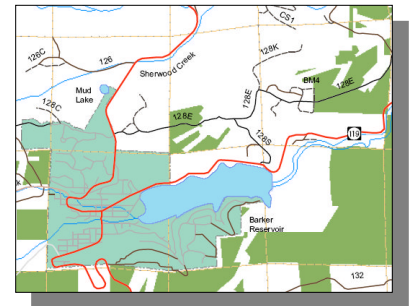 CS1
128K
126C
126
Sherwood Creek
BM4
128E
Mud
Lake
128C
128E
128E
119
128S
K
Barker
Reservoir
132